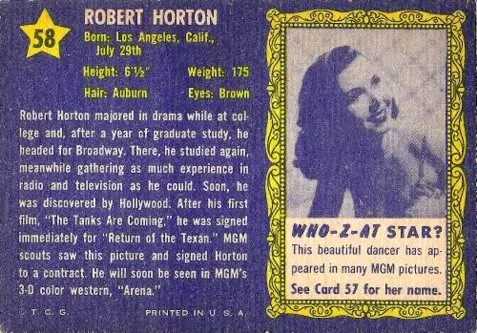 58
ROBERT HORTON
Born: Los Angeles, Calif.,
July 29th
Height: 6'½" Weight: 175
Hair: Auburn Eyes: Brown
Robert Horton majored in drama while at col-
lege and, after a year of graduate study, he
headed for Broadway. There, he studied again,
meanwhile gathering as much experience in
radio and television as he could. Soon, he
was discovered by Hollywood. After his first
film, "The Tanks Are Coming," he was signed
immediately for "Return of the Texan." MGM
scouts saw this picture and signed Horton
to a contract. He will soon be seen in MGM's
3-D color western, "Arena."
© T. C. G. PRINTED IN U. S. A.
WHO-Z-AT STAR?
This beautiful dancer has ap-
peared in many MGM pictures.
See Card 57 for her name.